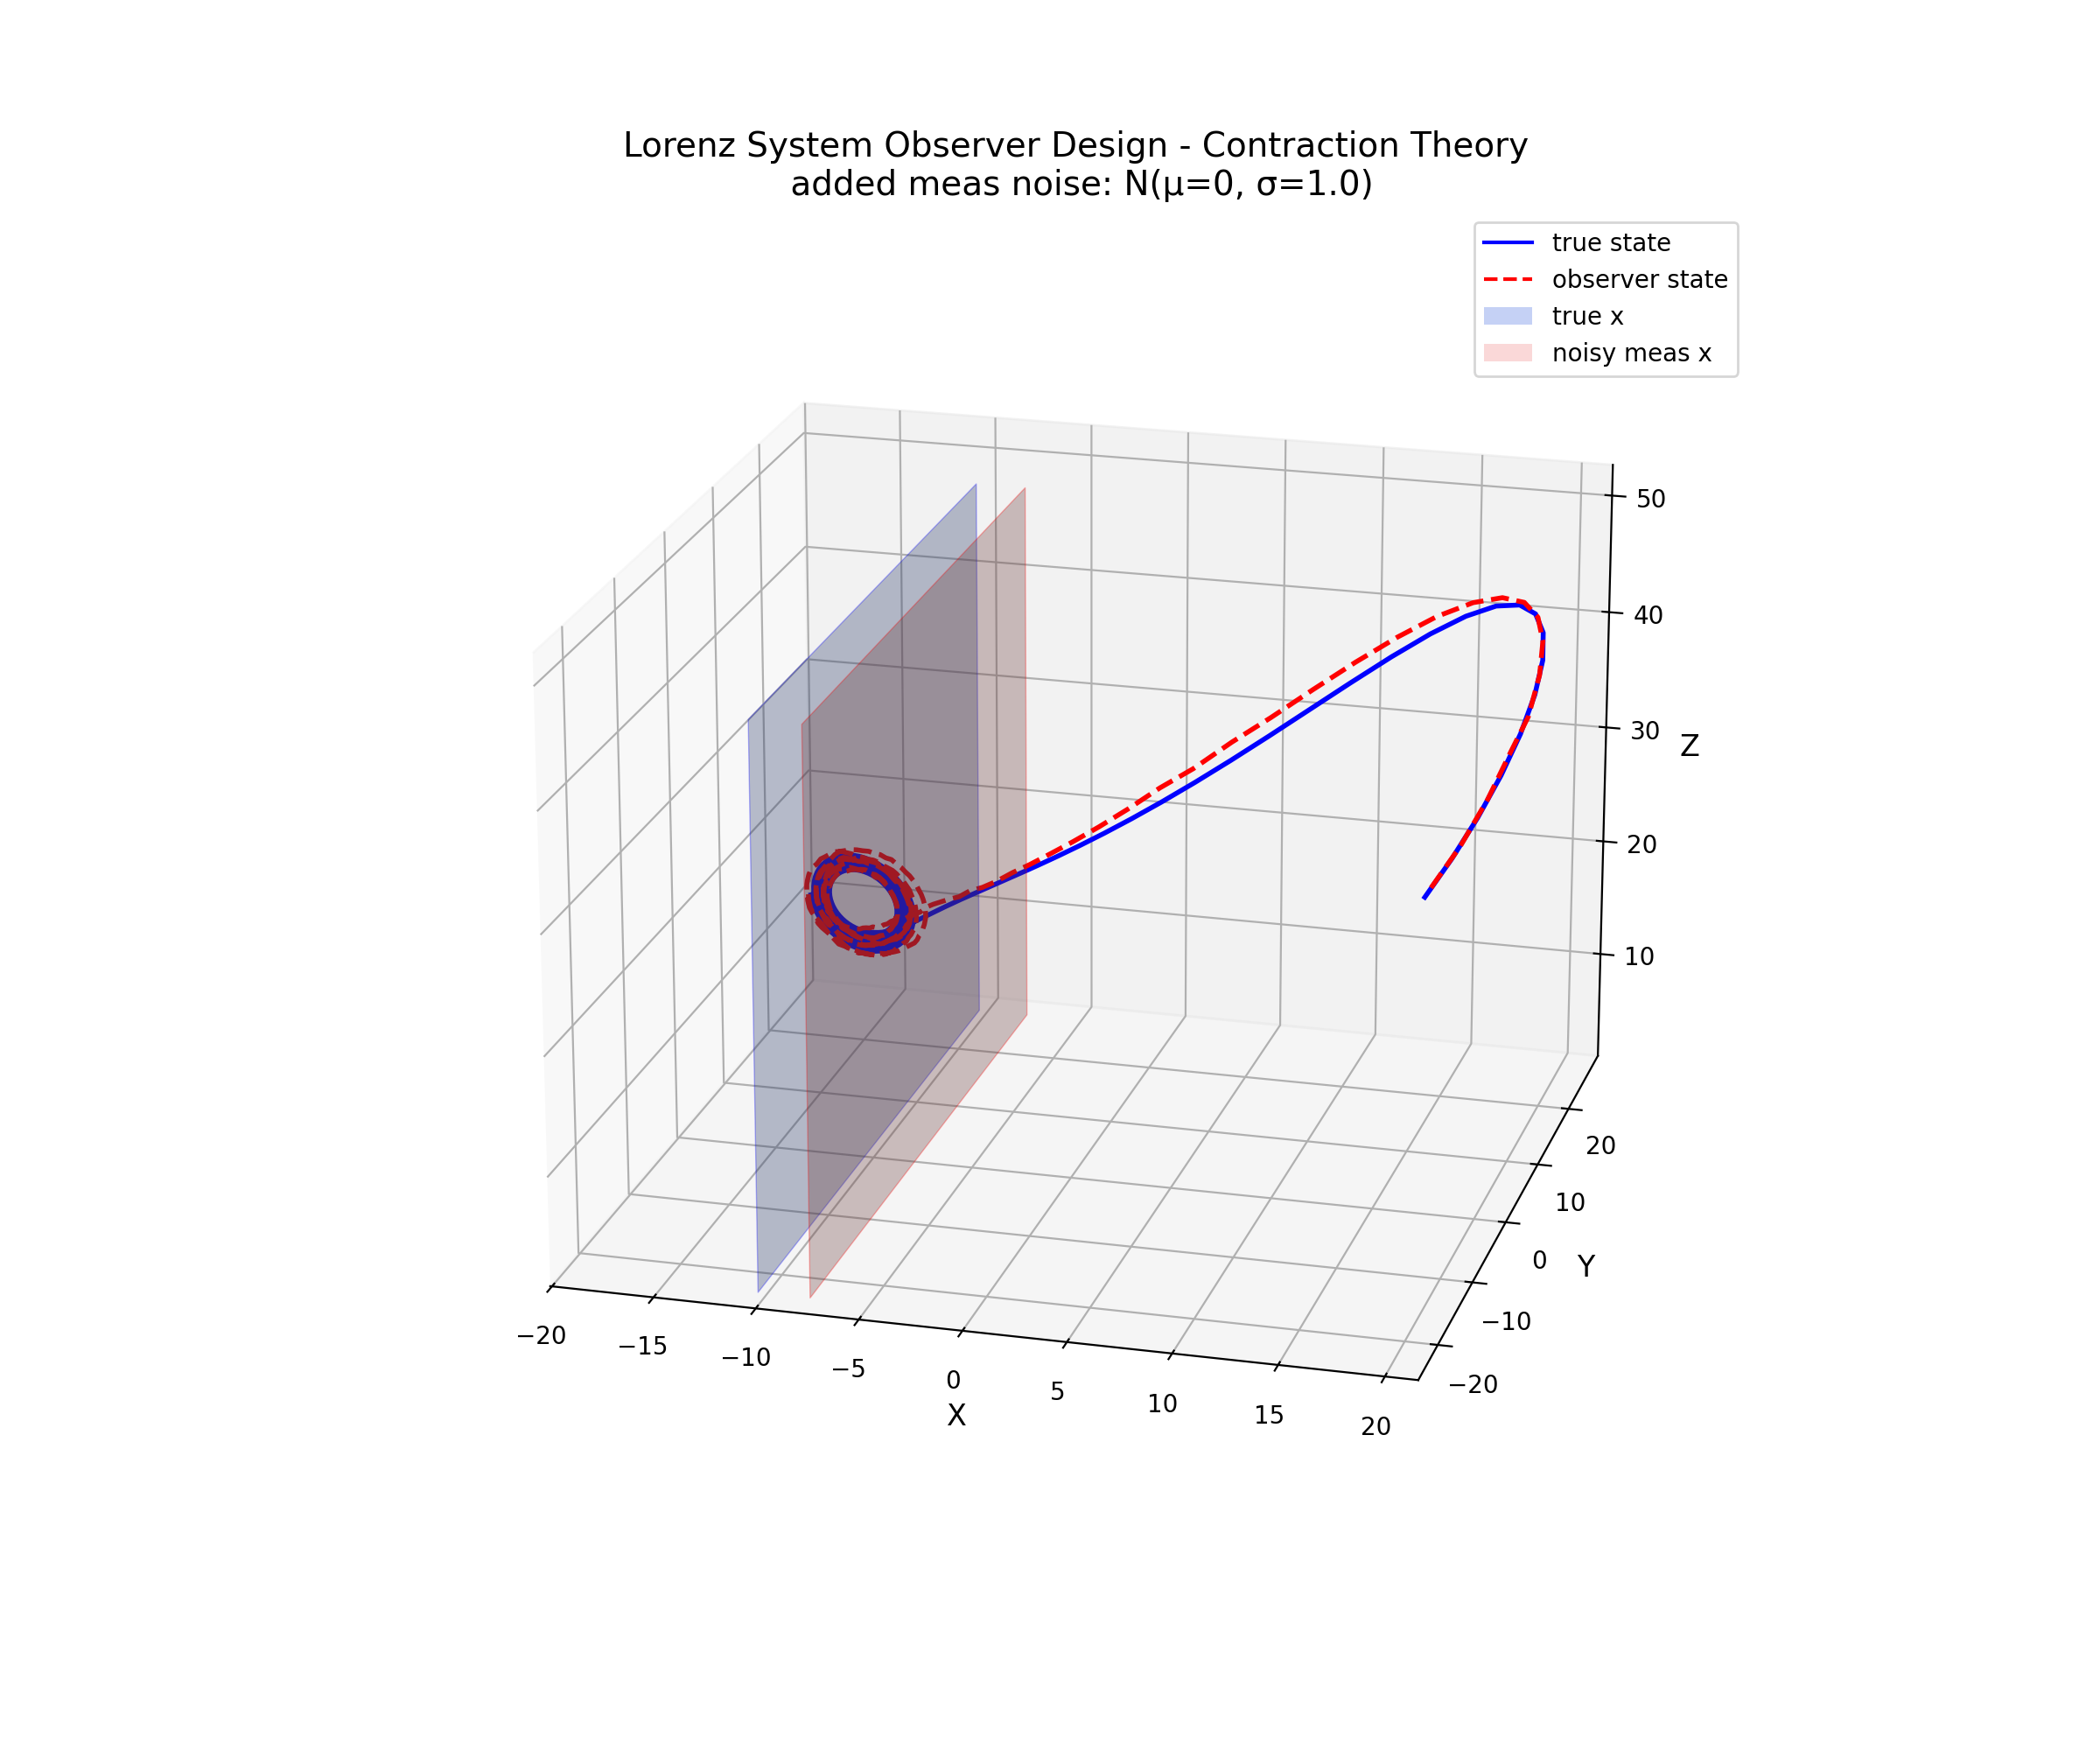 Lorenz System Observer Design - Contraction Theory
added meas noise: N(μ=0, σ=1.0)
true state
observer state
true x
noisy meas x
50
40
30
Z
20
10
20
10
0
Y
−10
−20
−20
−15
−10
−5
0
5
10
15
20
X